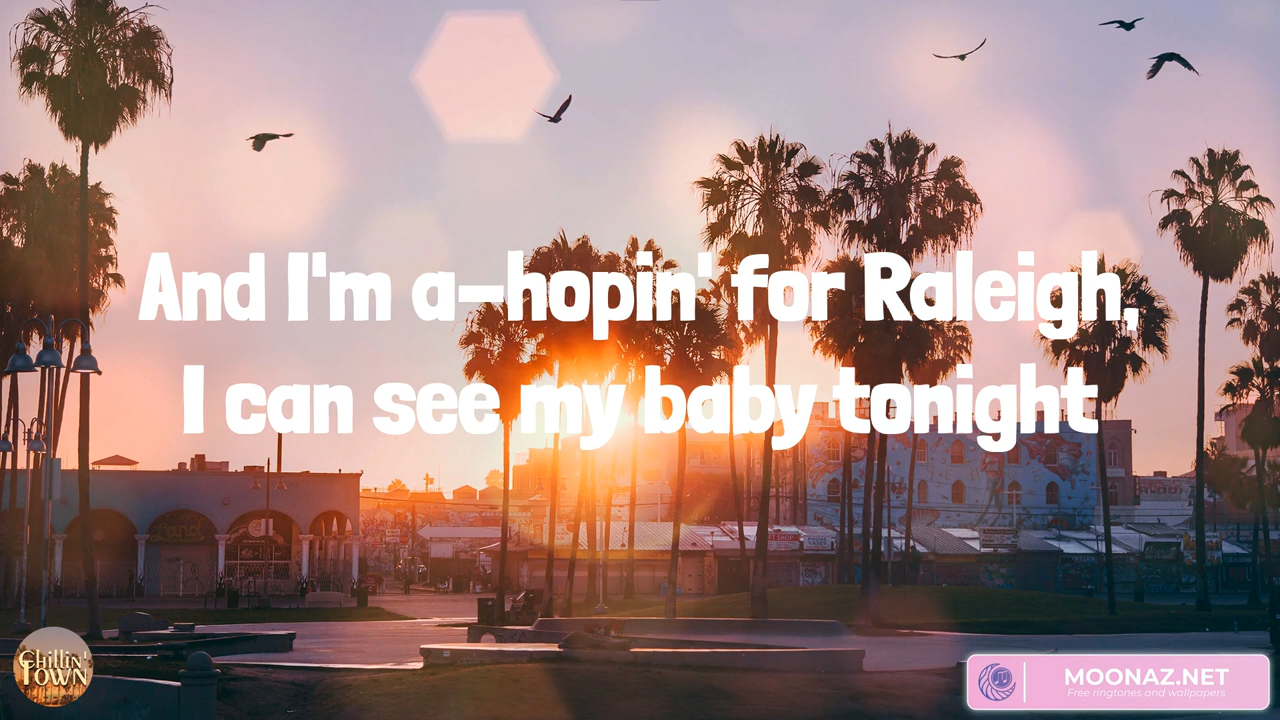 And I'm a-hopin' for Raleigh,
I can see my baby tonight
Chillin'
Town
MOONAZ.NET
Free ringtones and wallpapers